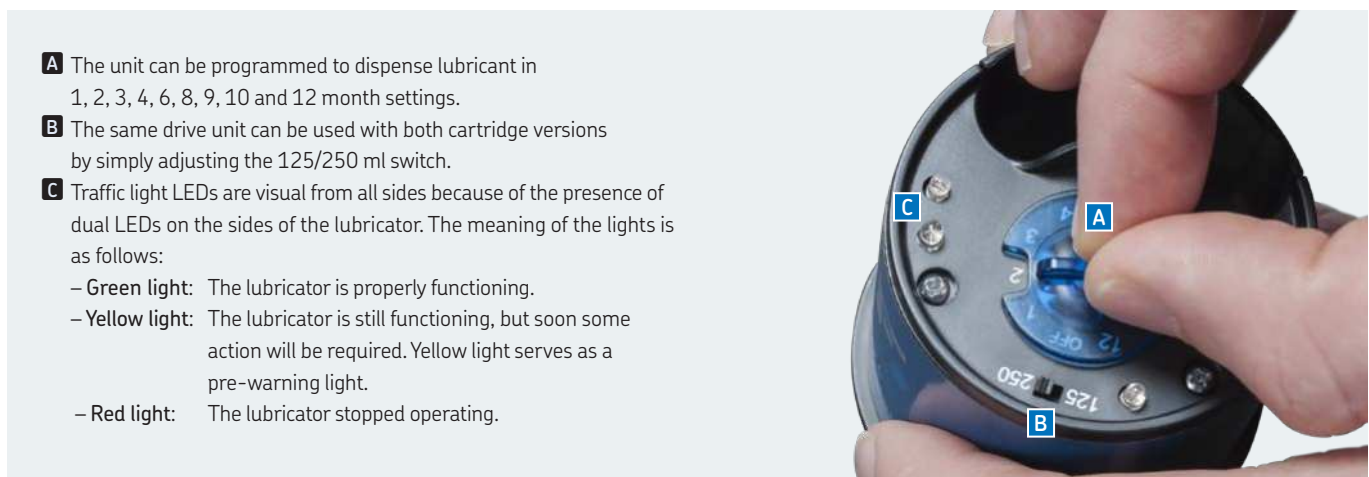 A The unit can be programmed to dispense lubricant in
1, 2, 3, 4, 6, 8, 9, 10 and 12 month settings.
B The same drive unit can be used with both cartridge versions
by simply adjusting the 125/250 ml switch.
C Traffic light LEDs are visual from all sides because of the presence of
dual LEDs on the sides of the lubricator. The meaning of the lights is
as follows:
– Green light: The lubricator is properly functioning.
– Yellow light: The lubricator is still functioning, but soon some
action will be required. Yellow light serves as a
pre-warning light.
– Red light: The lubricator stopped operating.
C
A
4
3
2
1
OFF
12
250
125
B